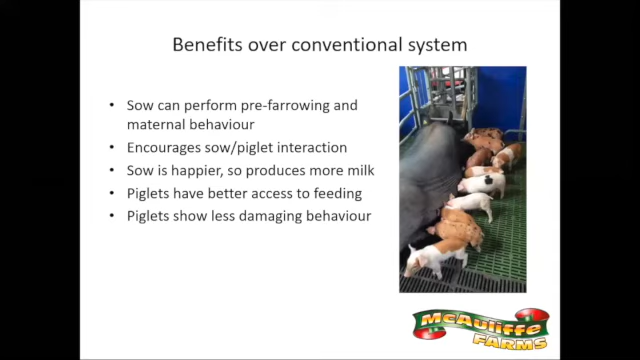 Benefits over conventional system
• Sow can perform pre-farrowing and
maternal behaviour
• Encourages sow/piglet interaction
• Sow is happier, so produces more milk
• Piglets have better access to feeding
• Piglets show less damaging behaviour
McAuliffe
FARMS